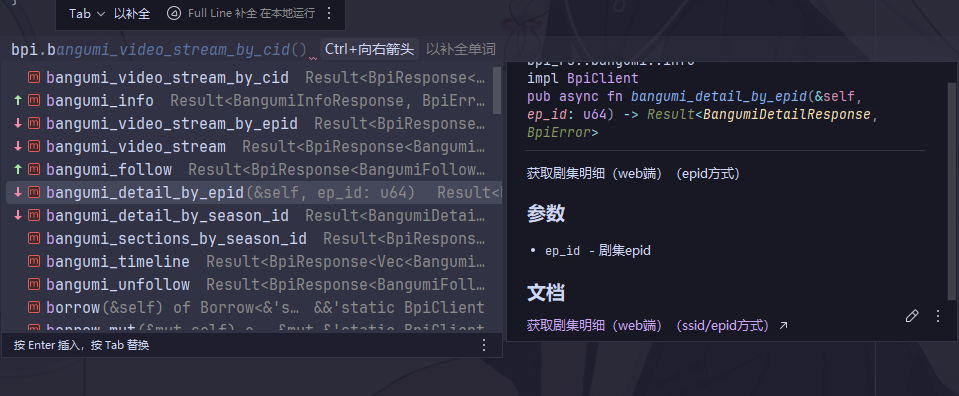 }
Tab 以补全 Full Line 补全 在本地运行
bpi.bangumi_video_stream_by_cid() Ctrl+向右箭头 以补全单词
bangumi_video_stream_by_cid Result<BpiResponse<…
bangumi_info Result<BangumiInfoResponse, BpiErr…
bangumi_video_stream_by_epid Result<BpiResponse…
bangumi_video_stream Result<BpiResponse<Bangumi…
bangumi_follow Result<BpiResponse<BangumiFollow…
bangumi_detail_by_epid(&self, ep_id: u64) Result<
bangumi_detail_by_season_id Result<BangumiDetai…
bangumi_sections_by_season_id Result<BpiRespons…
bangumi_timeline Result<BpiResponse<Vec<Bangumi…
bangumi_unfollow Result<BpiResponse<BangumiFoll…
borrow(&self) of Borrow<&'s… &&'static BpiClient
borrow_mut(&mut self) o… &mut &'static BpiClient
按 Enter 插入，按 Tab 替换
bpi_rs::bangumi::info
impl BpiClient
pub async fn bangumi_detail_by_epid(&self,
ep_id: u64) -> Result<BangumiDetailResponse,
BpiError>
获取剧集明细（web端）（epid方式）
参数
• ep_id - 剧集epid
文档
获取剧集明细（web端）（ssid/epid方式）↗